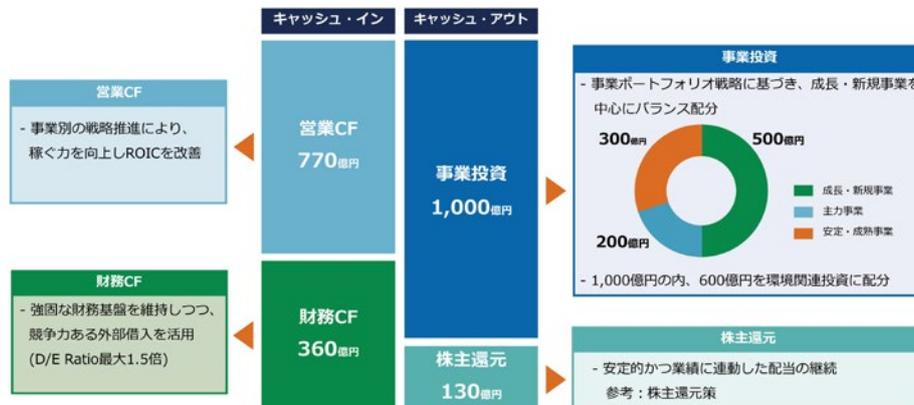 キャッシュ・イン
キャッシュ・アウト
営業CF
- 事業別の戦略推進により、
稼ぐ力を向上しROICを改善
財務CF
- 強固な財務基盤を維持しつつ、
競争力ある外部借入を活用
(D/E Ratio最大1.5倍)
営業CF
770億円
財務CF
360億円
事業投資
1,000億円
株主還元
130億円
事業投資
- 事業ポートフォリオ戦略に基づき、成長・新規事業を
中心にバランス配分
300億円
500億円
200億円
成長・新規事業
主力事業
安定・成熟事業
- 1,000億円の内、600億円を環境関連投資に配分
株主還元
- 安定的かつ業績に連動した配当の継続
参考：株主還元策